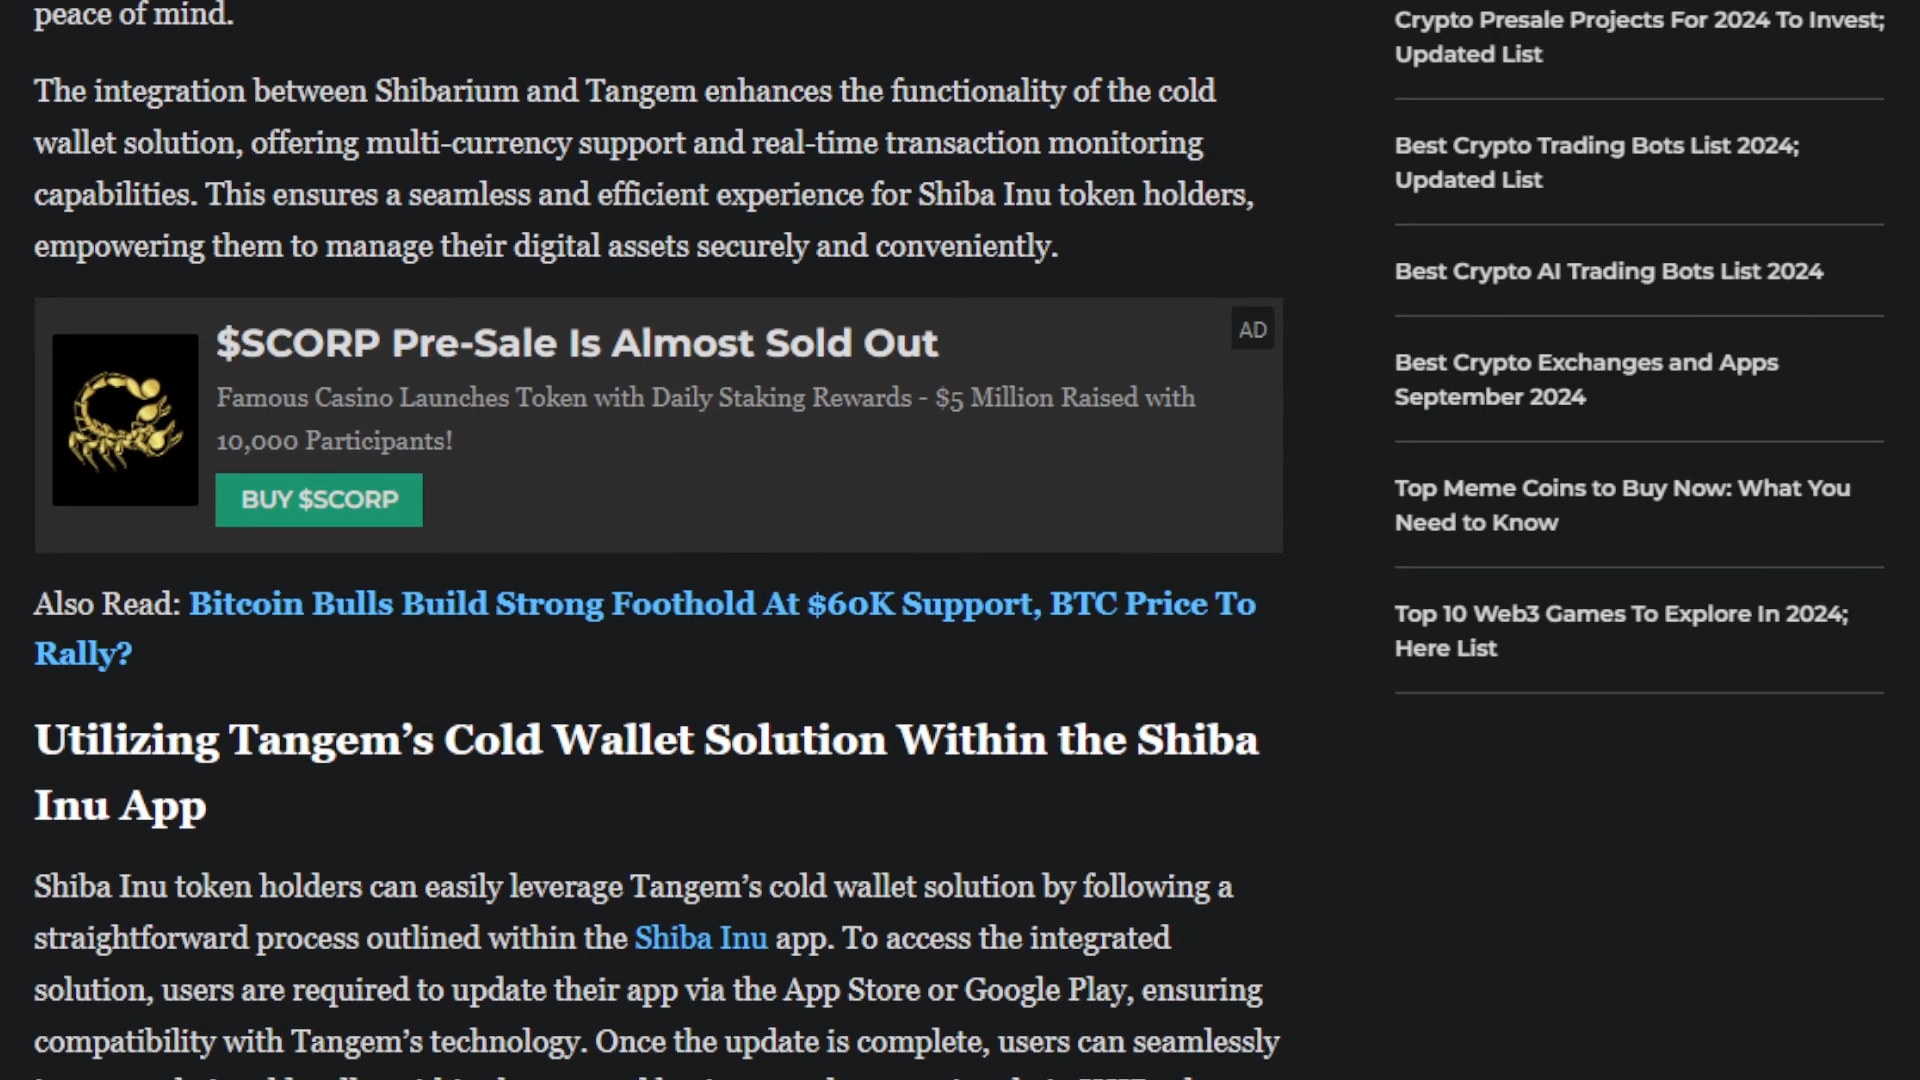 peace of mind.
The integration between Shibarium and Tangem enhances the functionality of the cold
wallet solution, offering multi-currency support and real-time transaction monitoring
capabilities. This ensures a seamless and efficient experience for Shiba Inu token holders,
empowering them to manage their digital assets securely and conveniently.
$SCORP Pre-Sale Is Almost Sold Out
AD
Famous Casino Launches Token with Daily Staking Rewards - $5 Million Raised with
10,000 Participants!
BUY $SCORP
Also Read: Bitcoin Bulls Build Strong Foothold At $60K Support, BTC Price To
Rally?
Utilizing Tangem’s Cold Wallet Solution Within the Shiba
Inu App
Shiba Inu token holders can easily leverage Tangem’s cold wallet solution by following a
straightforward process outlined within the Shiba Inu app. To access the integrated
solution, users are required to update their app via the App Store or Google Play, ensuring
compatibility with Tangem’s technology. Once the update is complete, users can seamlessly
Crypto Presale Projects For 2024 To Invest;
Updated List
Best Crypto Trading Bots List 2024;
Updated List
Best Crypto AI Trading Bots List 2024
Best Crypto Exchanges and Apps
September 2024
Top Meme Coins to Buy Now: What You
Need to Know
Top 10 Web3 Games To Explore In 2024;
Here List